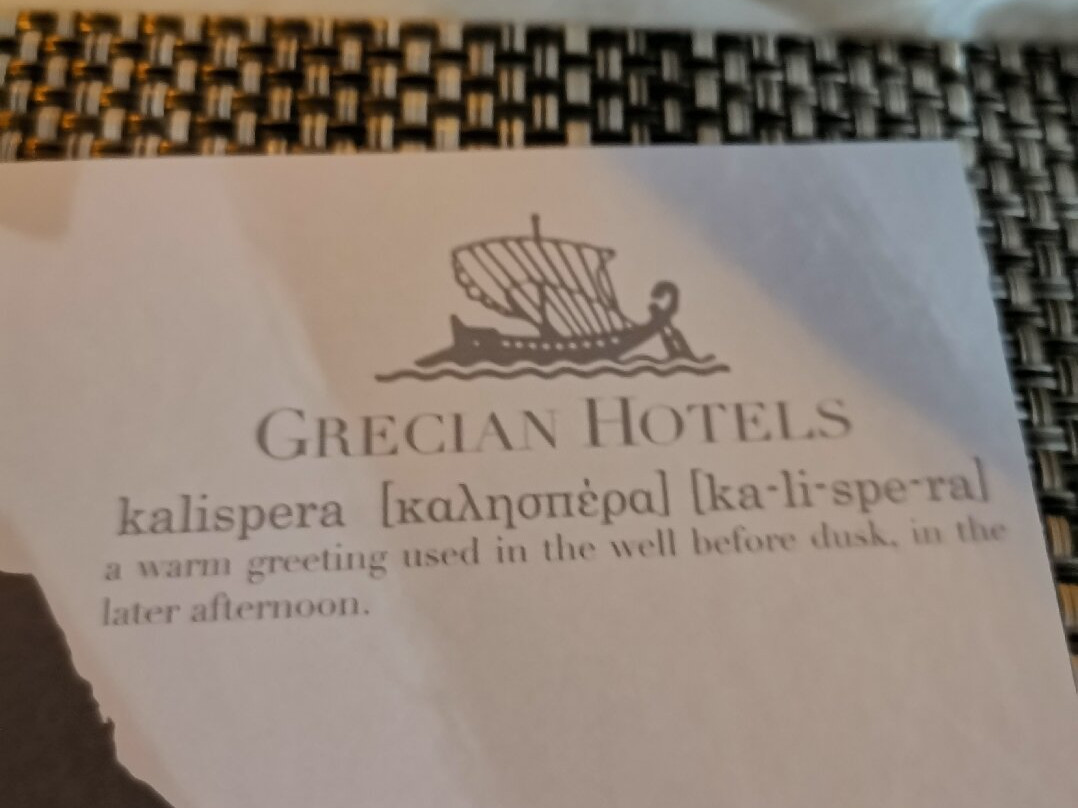 GRECIAN HOTELS
kalispera [καλησπέρα] [ka-li-spe-ra]
a warm greeting used in the well before dusk, in the
later afternoon.